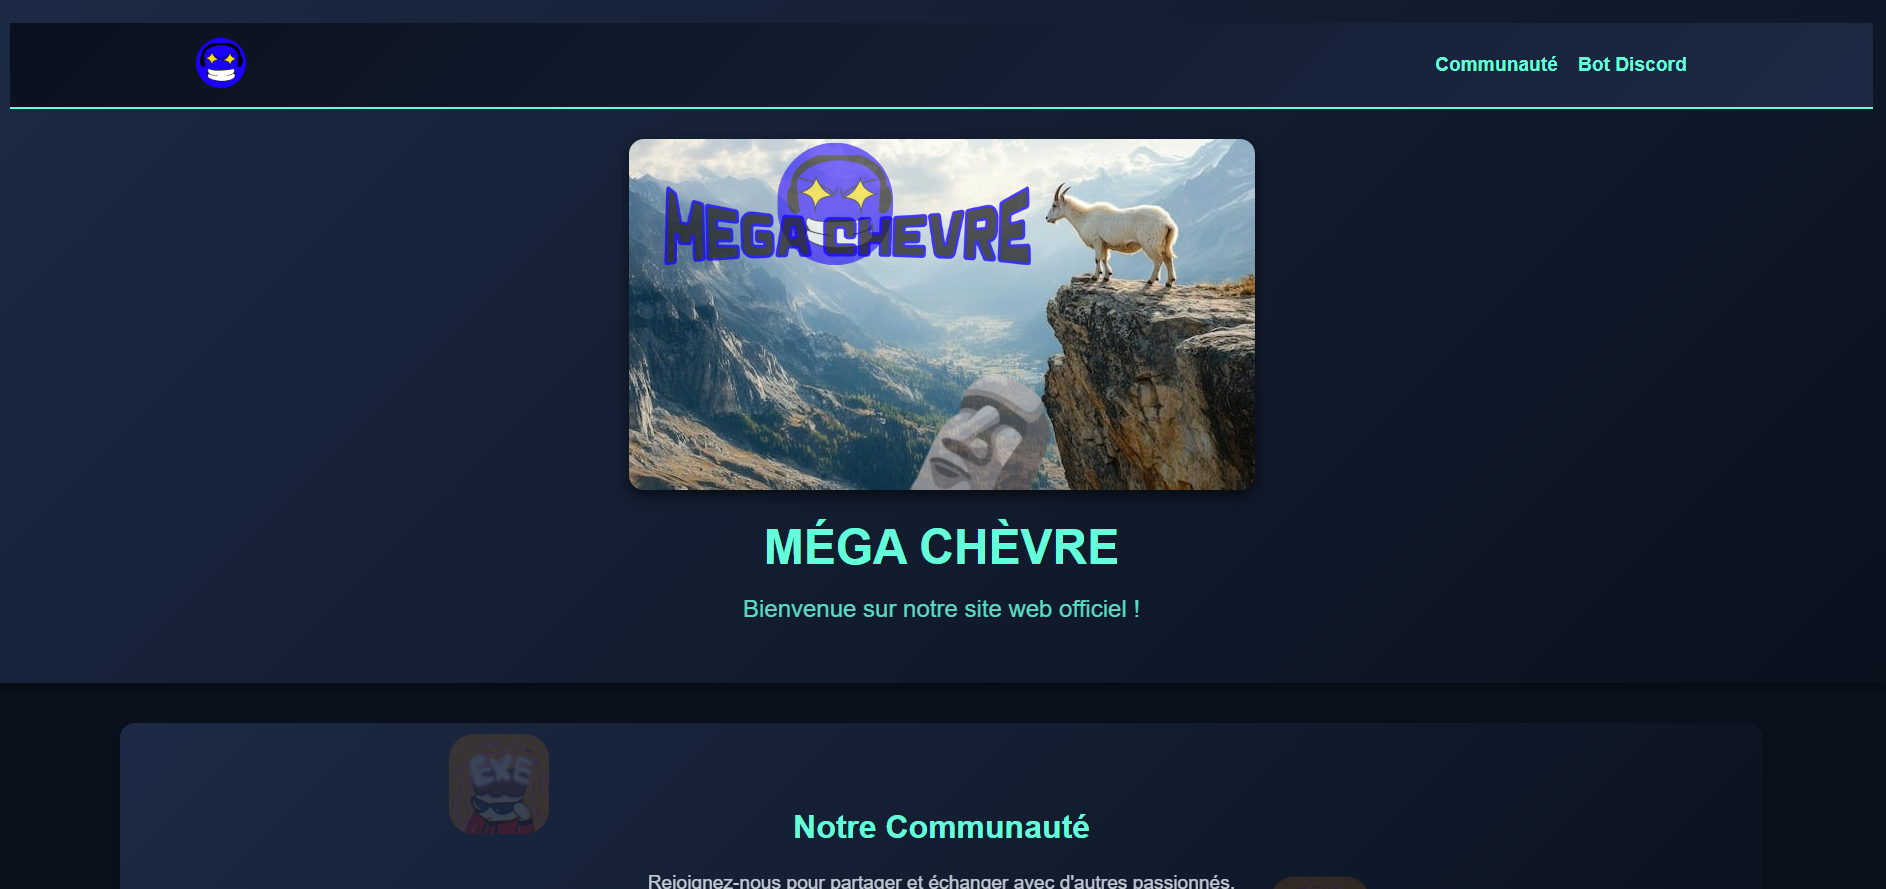 Communauté Bot Discord
MEGA CHEVRE
MÉGA CHÈVRE
Bienvenue sur notre site web officiel !
EXE
Notre Communauté
Rejoignez-nous pour partager et échanger avec d'autres passionnés.